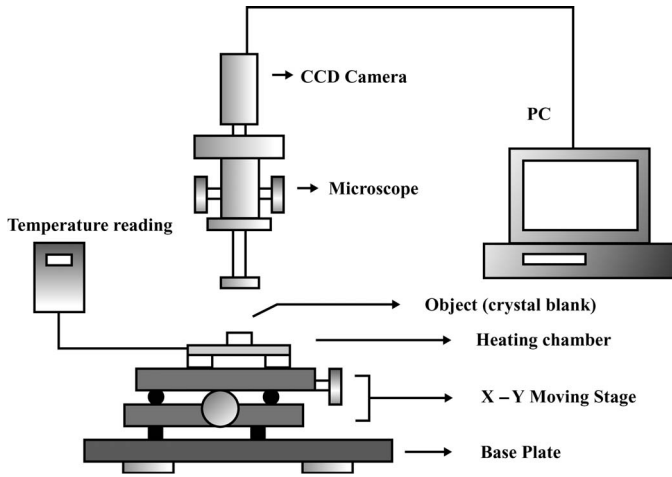 CCD Camera
PC
Microscope
Temperature reading
Object (crystal blank)
Heating chamber
X – Y Moving Stage
Base Plate